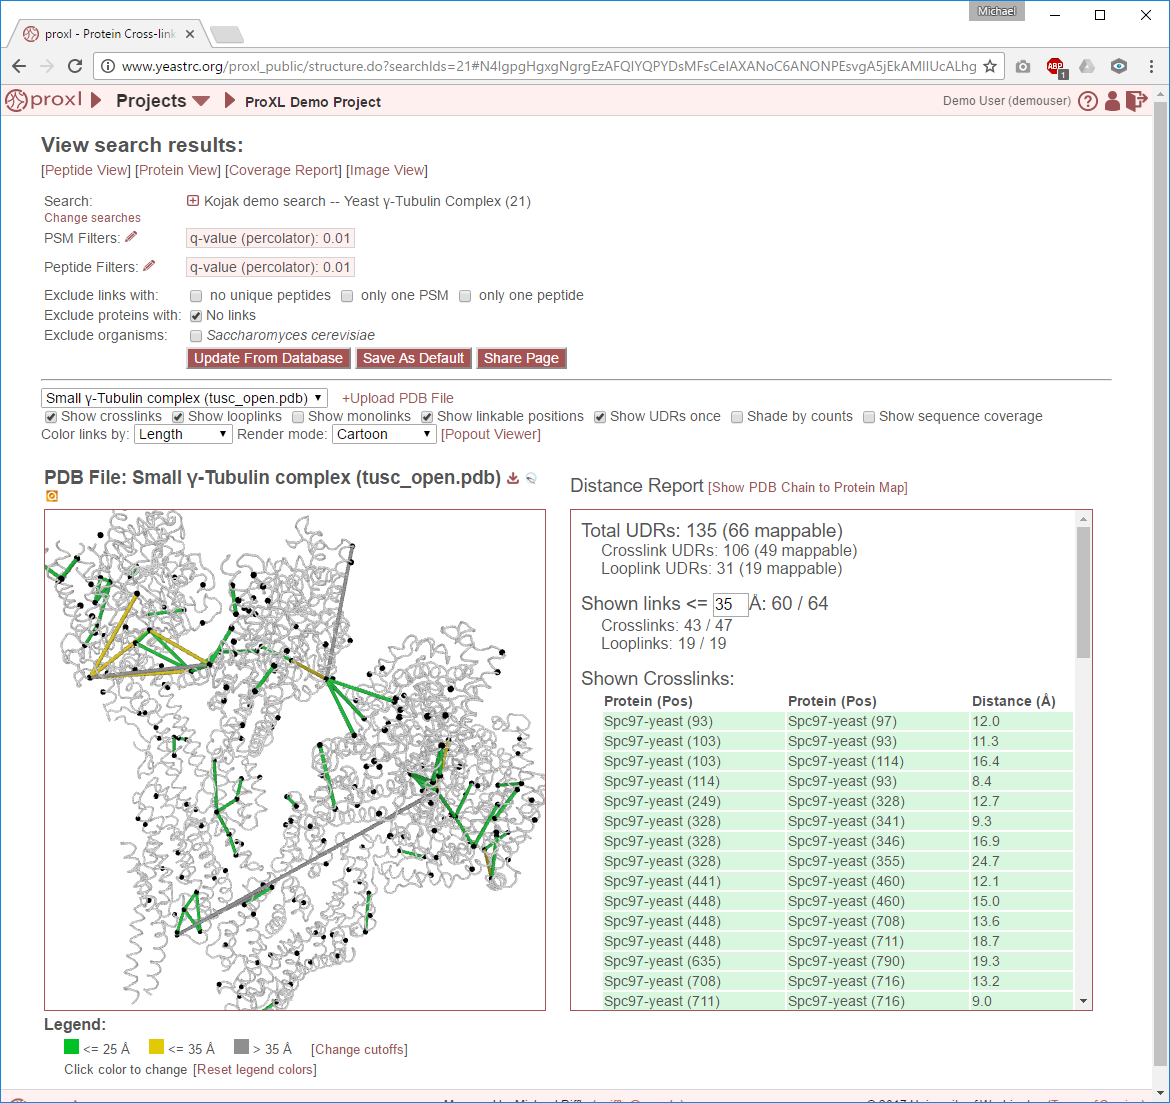 Michael
proxl - Protein Cross-link
www.yeastrc.org/proxl_public/structure.do?searchIds=21#N4IgpgHgxgNgrgEzAFQIYQPYDsMFsCeIAXANoC6ANONPEsvgA5jEkAMIIUcALhg
ABP
1
proxl Projects ProXL Demo Project
Demo User (demouser)
View search results:
[Peptide View] [Protein View] [Coverage Report] [Image View]
Search: Kojak demo search -- Yeast γ-Tubulin Complex (21)
Change searches
PSM Filters: q-value (percolator): 0.01
Peptide Filters: q-value (percolator): 0.01
Exclude links with: no unique peptides only one PSM only one peptide
Exclude proteins with: No links
Exclude organisms: Saccharomyces cerevisiae
Update From Database Save As Default Share Page
Small γ-Tubulin complex (tusc_open.pdb) +Upload PDB File
Show crosslinks Show looplinks Show monolinks Show linkable positions Show UDRs once Shade by counts Show sequence coverage
Color links by: Length Render mode: Cartoon [Popout Viewer]
PDB File: Small γ-Tubulin complex (tusc_open.pdb)
Distance Report [Show PDB Chain to Protein Map]
Total UDRs: 135 (66 mappable)
Crosslink UDRs: 106 (49 mappable)
Looplink UDRs: 31 (19 mappable)
Shown links <= 35 Å: 60 / 64
Crosslinks: 43 / 47
Looplinks: 19 / 19
Shown Crosslinks:
Protein (Pos) Protein (Pos) Distance (Å)
Spc97-yeast (93) Spc97-yeast (97) 12.0
Spc97-yeast (103) Spc97-yeast (93) 11.3
Spc97-yeast (103) Spc97-yeast (114) 16.4
Spc97-yeast (114) Spc97-yeast (93) 8.4
Spc97-yeast (249) Spc97-yeast (328) 12.7
Spc97-yeast (328) Spc97-yeast (341) 9.3
Spc97-yeast (328) Spc97-yeast (346) 16.9
Spc97-yeast (328) Spc97-yeast (355) 24.7
Spc97-yeast (441) Spc97-yeast (460) 12.1
Spc97-yeast (448) Spc97-yeast (460) 15.0
Spc97-yeast (448) Spc97-yeast (708) 13.6
Spc97-yeast (448) Spc97-yeast (711) 18.7
Spc97-yeast (635) Spc97-yeast (790) 19.3
Spc97-yeast (708) Spc97-yeast (716) 13.2
Spc97-yeast (711) Spc97-yeast (716) 9.0
Legend:
<= 25 Å <= 35 Å > 35 Å [Change cutoffs]
Click color to change [Reset legend colors]